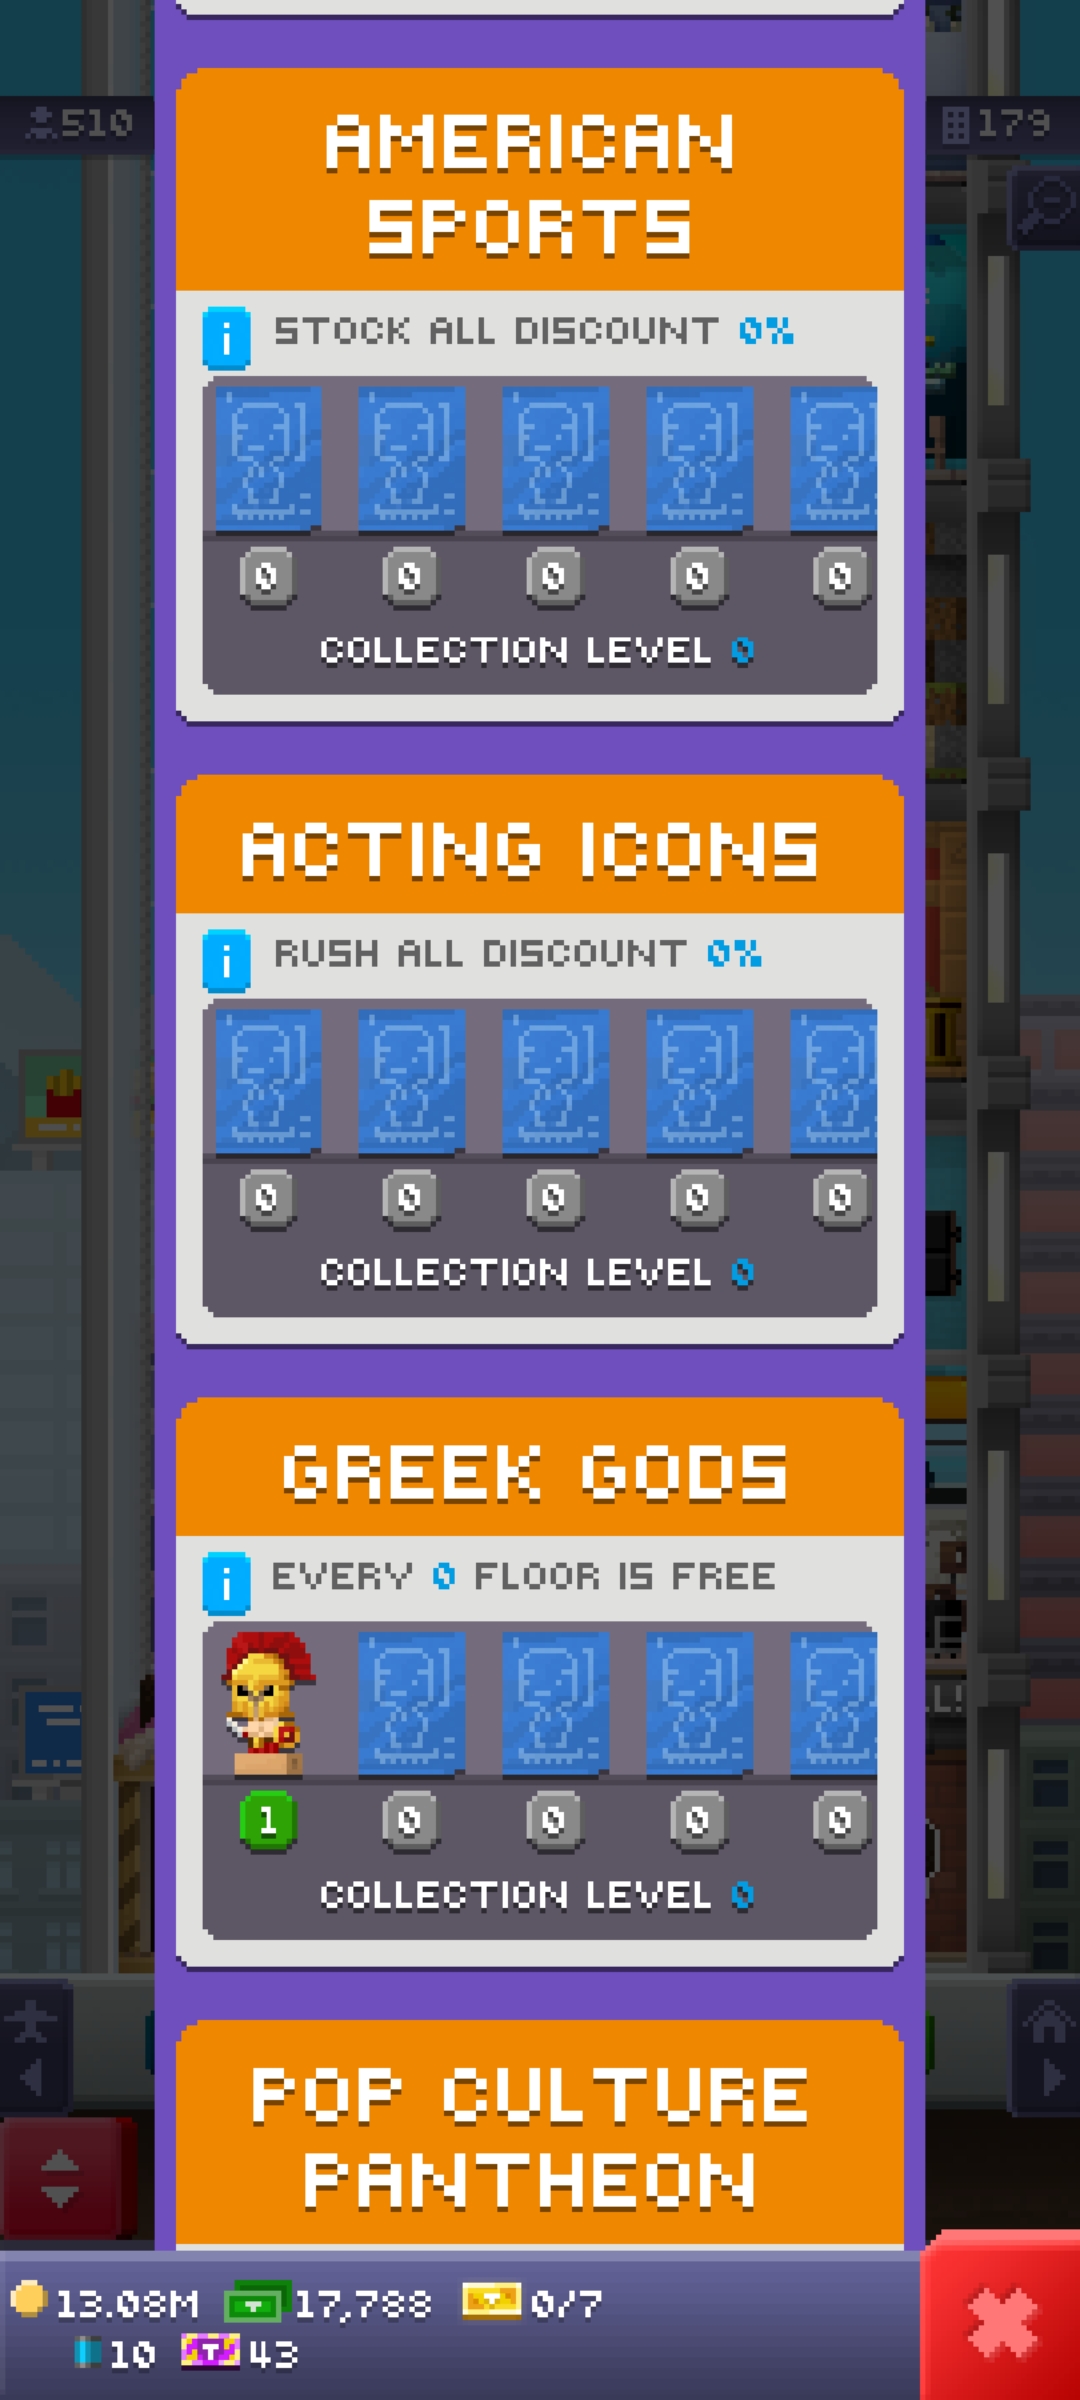 510
179
AMERICAN
SPORTS
i STOCK ALL DISCOUNT 0%
0 0 0 0 0
COLLECTION LEVEL 0
ACTING ICONS
i RUSH ALL DISCOUNT 0%
0 0 0 0 0
COLLECTION LEVEL 0
GREEK GODS
i EVERY 0 FLOOR IS FREE
1 0 0 0 0
COLLECTION LEVEL 0
POP CULTURE
PANTHEON
13.08M 17,788 0/7
10 T 43